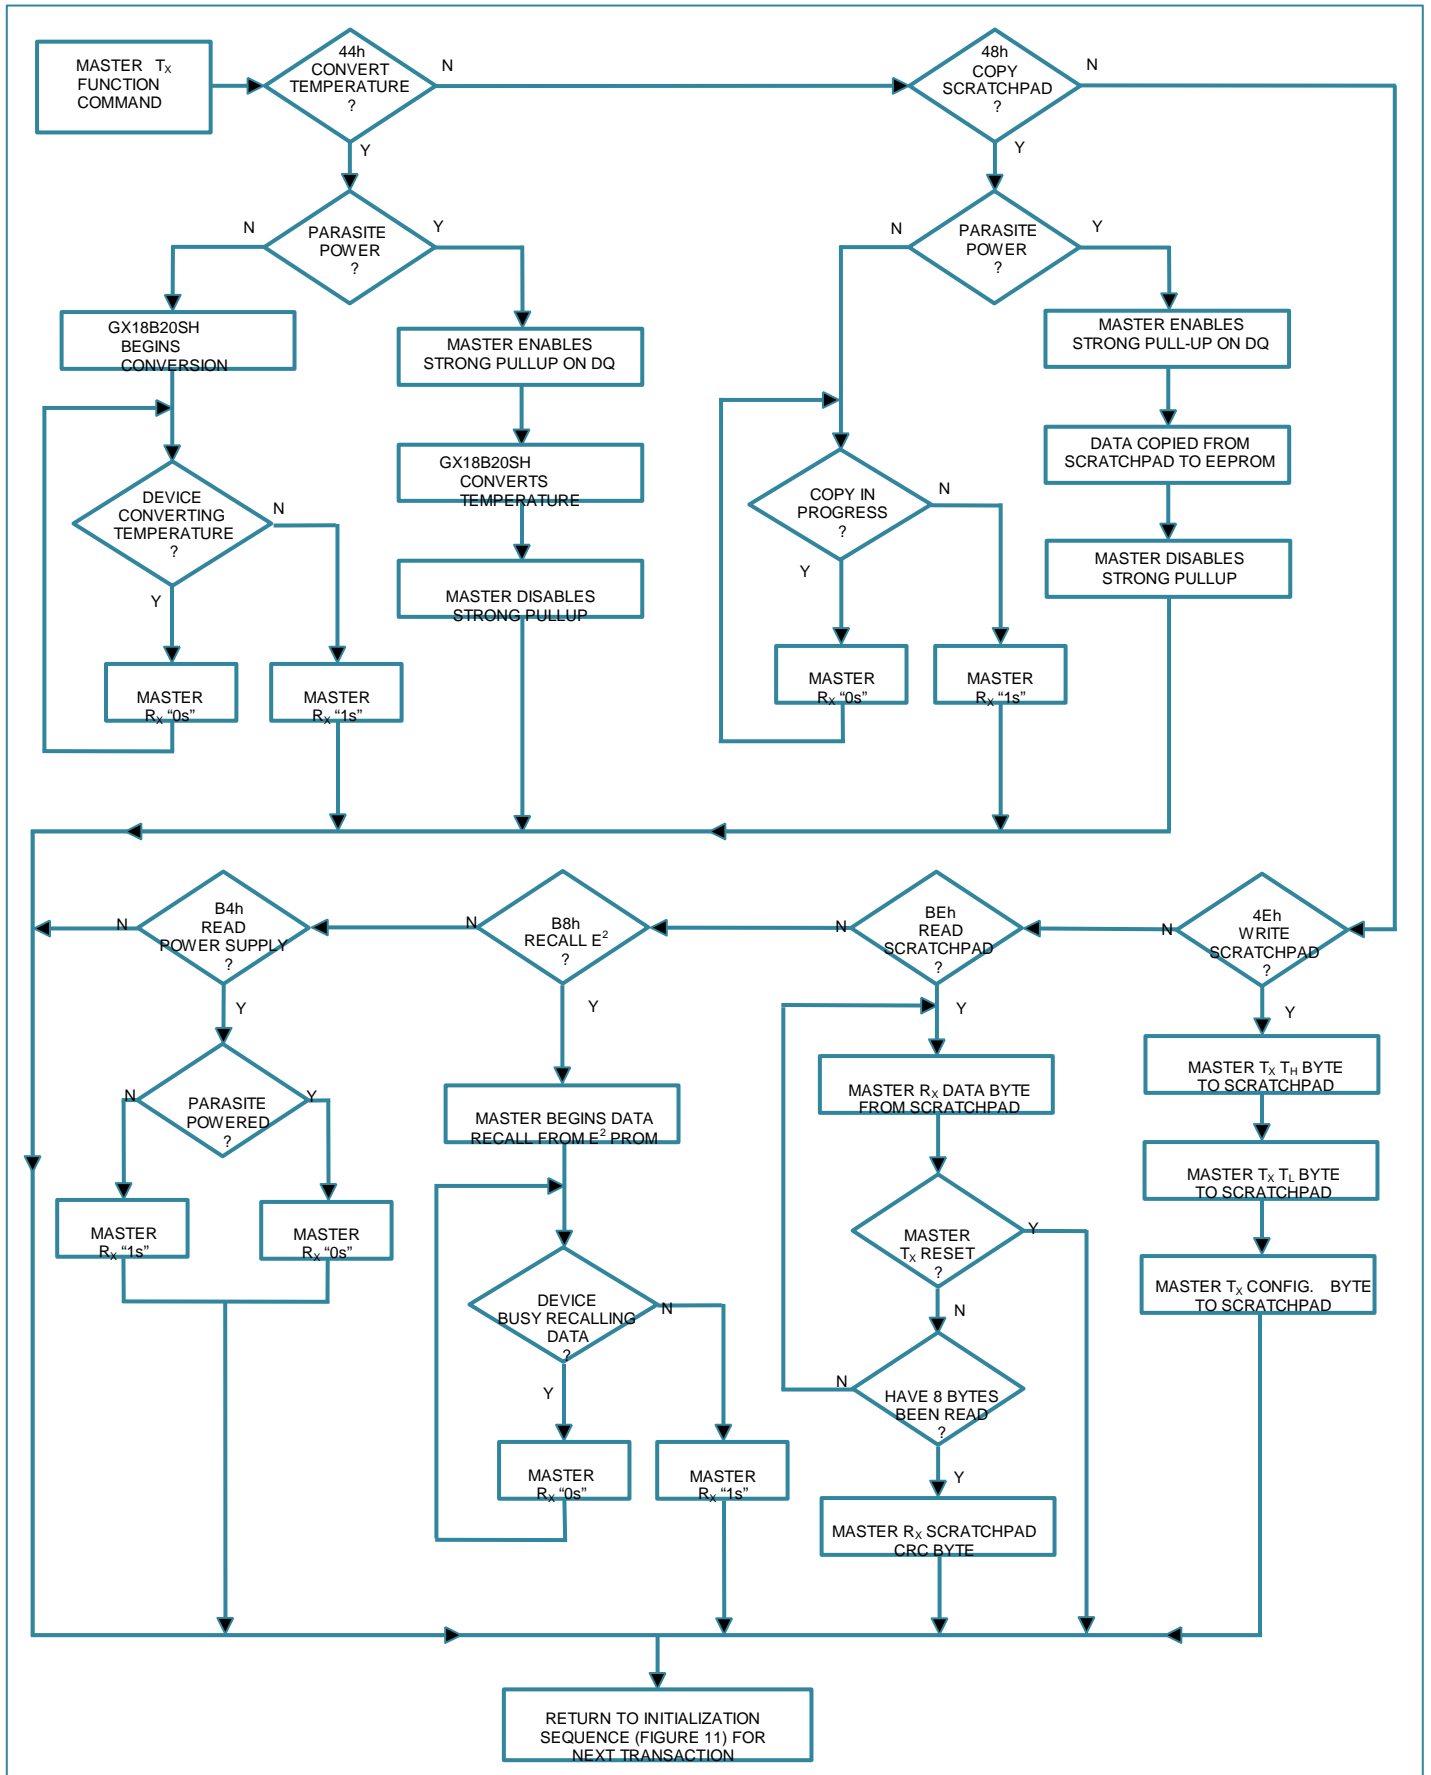 MASTER TX
FUNCTION
COMMAND
44h
CONVERT
TEMPERATURE
?
N
Y
48h
COPY
SCRATCHPAD
?
N
Y
PARASITE
POWER
?
N
Y
PARASITE
POWER
?
N
Y
GX18B20SH
BEGINS
CONVERSION
MASTER ENABLES
STRONG PULLUP ON DQ
MASTER ENABLES
STRONG PULL-UP ON DQ
GX18B20SH
CONVERTS
TEMPERATURE
DATA COPIED FROM
SCRATCHPAD TO EEPROM
DEVICE
CONVERTING
TEMPERATURE
?
N
Y
COPY IN
PROGRESS
?
N
Y
MASTER DISABLES
STRONG PULLUP
MASTER DISABLES
STRONG PULLUP
MASTER
RX “0s”
MASTER
RX “1s”
MASTER
RX “0s”
MASTER
RX “1s”
B4h
READ
POWER SUPPLY
?
N
Y
B8h
RECALL E²
?
N
Y
BEh
READ
SCRATCHPAD
?
N
Y
4Eh
WRITE
SCRATCHPAD
?
N
Y
PARASITE
POWERED
?
N
Y
MASTER
RX “1s”
MASTER
RX “0s”
MASTER BEGINS DATA
RECALL FROM E² PROM
DEVICE
BUSY RECALLING
DATA
?
N
Y
MASTER
RX “0s”
MASTER
RX “1s”
MASTER RX DATA BYTE
FROM SCRATCHPAD
MASTER
TX RESET
?
Y
N
HAVE 8 BYTES
BEEN READ
?
N
Y
MASTER RX SCRATCHPAD
CRC BYTE
MASTER TX TH BYTE
TO SCRATCHPAD
MASTER TX TL BYTE
TO SCRATCHPAD
MASTER TX CONFIG. BYTE
TO SCRATCHPAD
RETURN TO INITIALIZATION
SEQUENCE (FIGURE 11) FOR
NEXT TRANSACTION